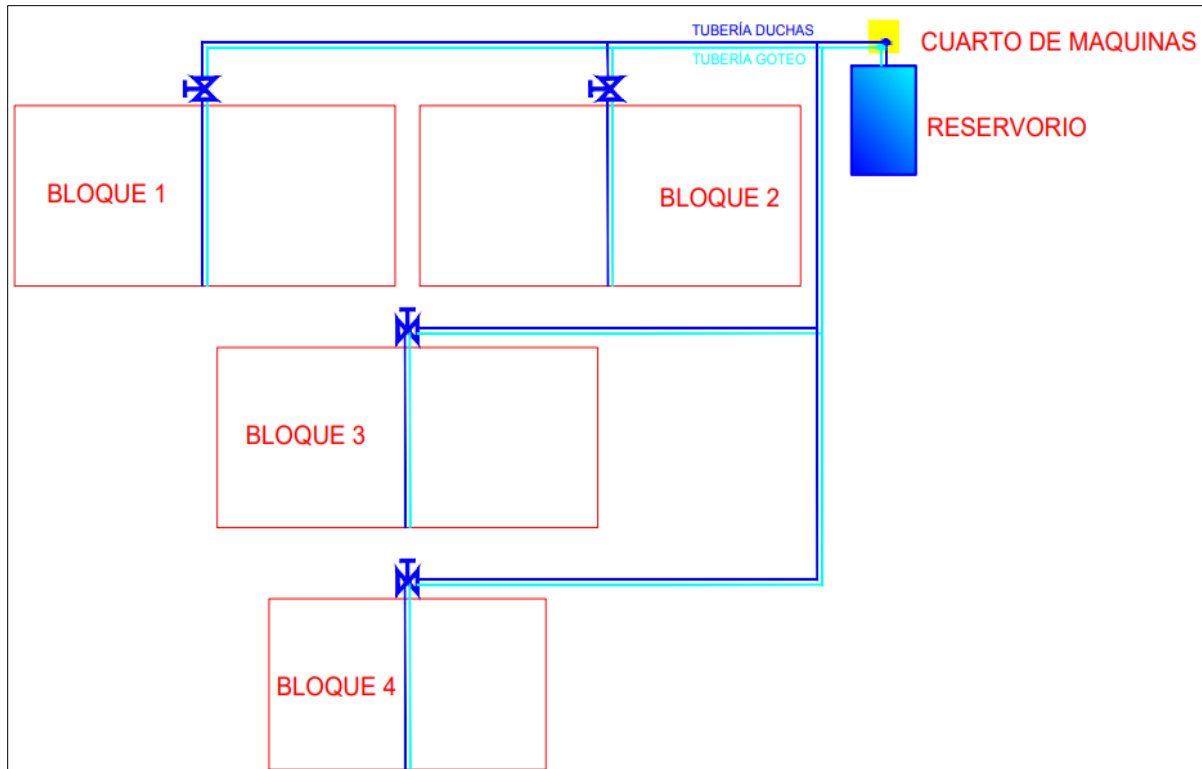 TUBERÍA DUCHAS
TUBERÍA GOTEO
CUARTO DE MAQUINAS
RESERVORIO
BLOQUE 1
BLOQUE 2
BLOQUE 3
BLOQUE 4